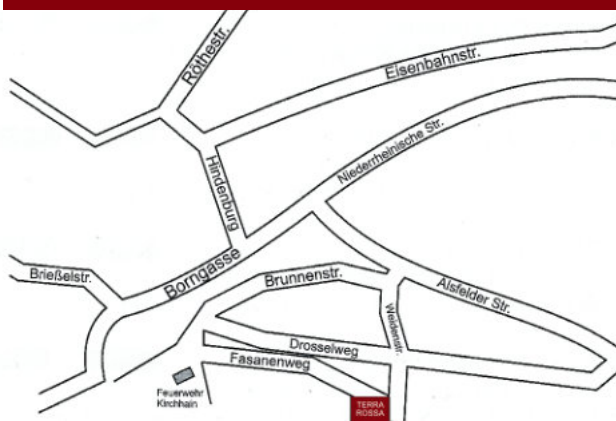 Röthestr.
Eisenbahnstr.
Niederrheinische Str.
Hindenburg
Borngasse
Brießelstr.
Brunnenstr.
Alsfelder Str.
Weidenstr.
Drosselweg
Fasanenweg
Feuerwehr
Kirchhain
TERRA
ROSSA